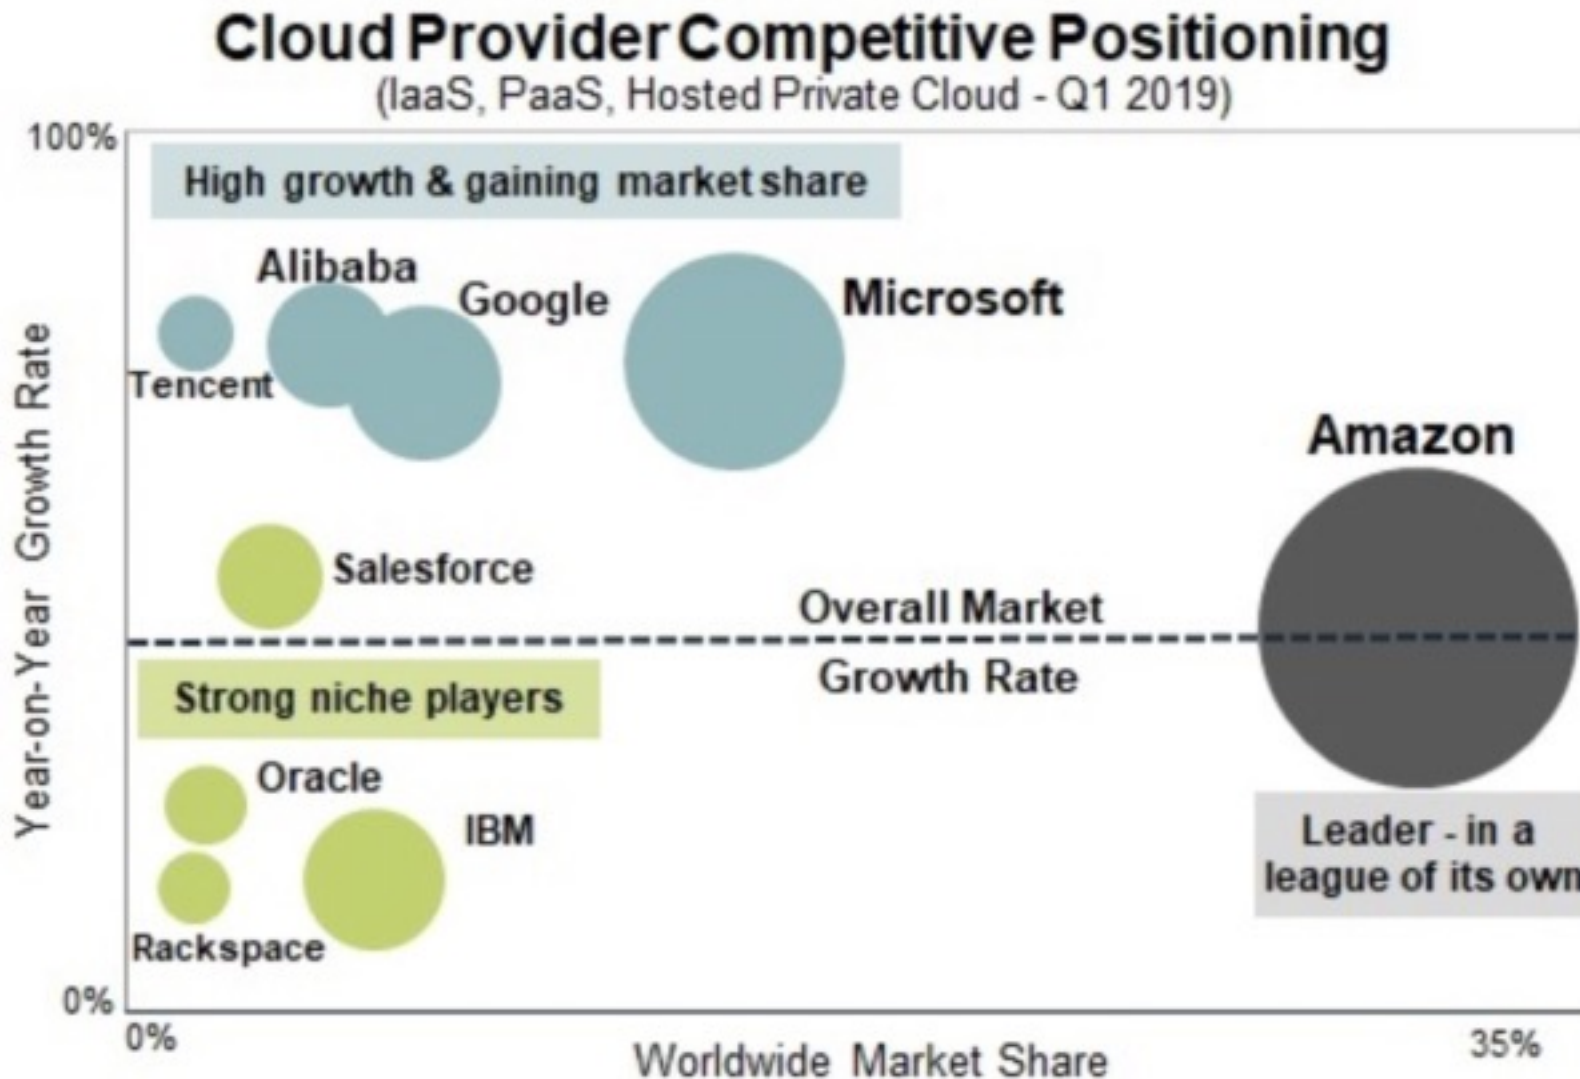 Cloud Provider Competitive Positioning
(IaaS, PaaS, Hosted Private Cloud - Q1 2019)
100%
High growth & gaining market share
Alibaba
Google
Microsoft
Tencent
Amazon
Salesforce
Overall Market
Growth Rate
Strong niche players
Oracle
IBM
Rackspace
Leader - in a
league of its own
Year-on-Year Growth Rate
0%
0%
35%
Worldwide Market Share